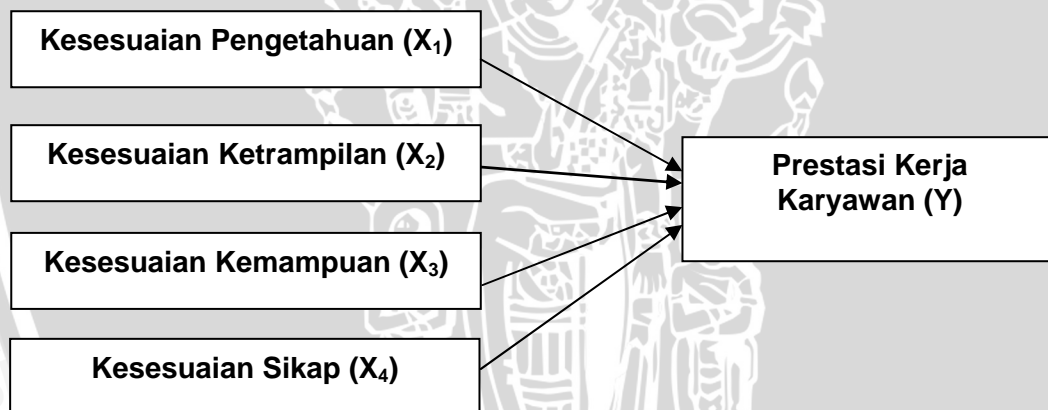 Kesesuaian Pengetahuan (X₁)
Kesesuaian Ketrampilan (X₂)
Kesesuaian Kemampuan (X₃)
Kesesuaian Sikap (X₄)
Prestasi Kerja
Karyawan (Y)